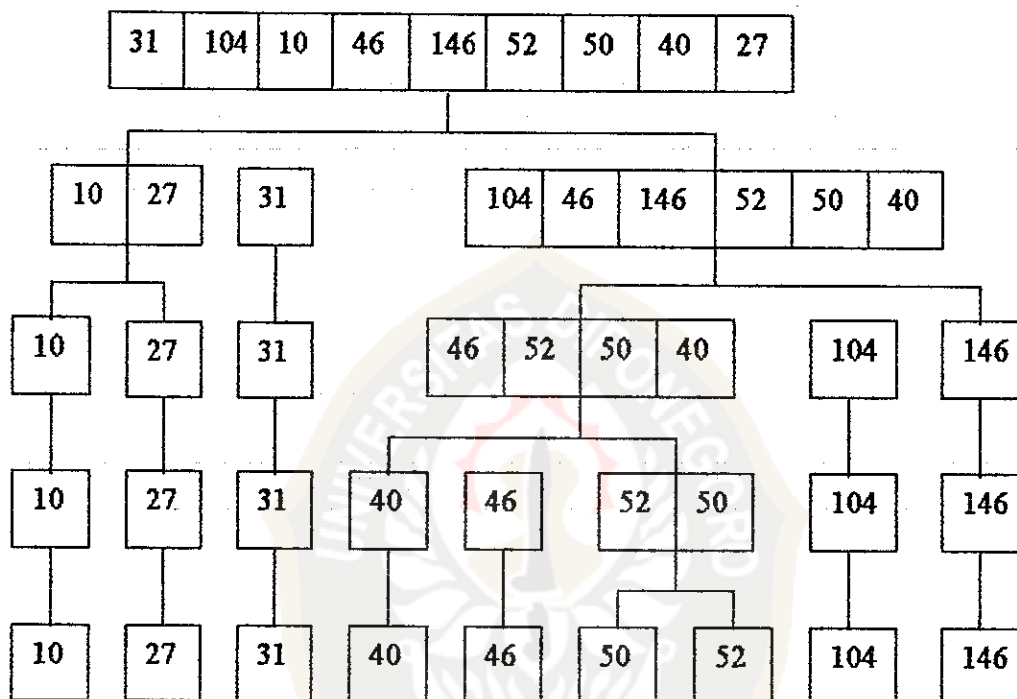 31 104 10 46 146 52 50 40 27
10 27 31 104 46 146 52 50 40
10 27 31 46 52 50 40 104 146
10 27 31 40 46 52 50 104 146
10 27 31 40 46 50 52 104 146
UNIVERSITAS DIPONEGORO